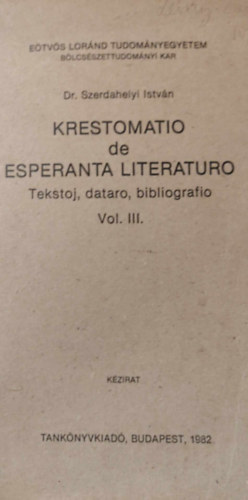 EÖTVÖS LORÁND TUDOMÁNYEGYETEM
BÖLCSÉSZETTUDOMÁNYI KAR
Dr. Szerdahelyi István
KRESTOMATIO
de
ESPERANTA LITERATURO
Tekstoj, dataro, bibliografio
Vol. III.
KÉZIRAT
TANKÖNYVKIADÓ, BUDAPEST, 1982